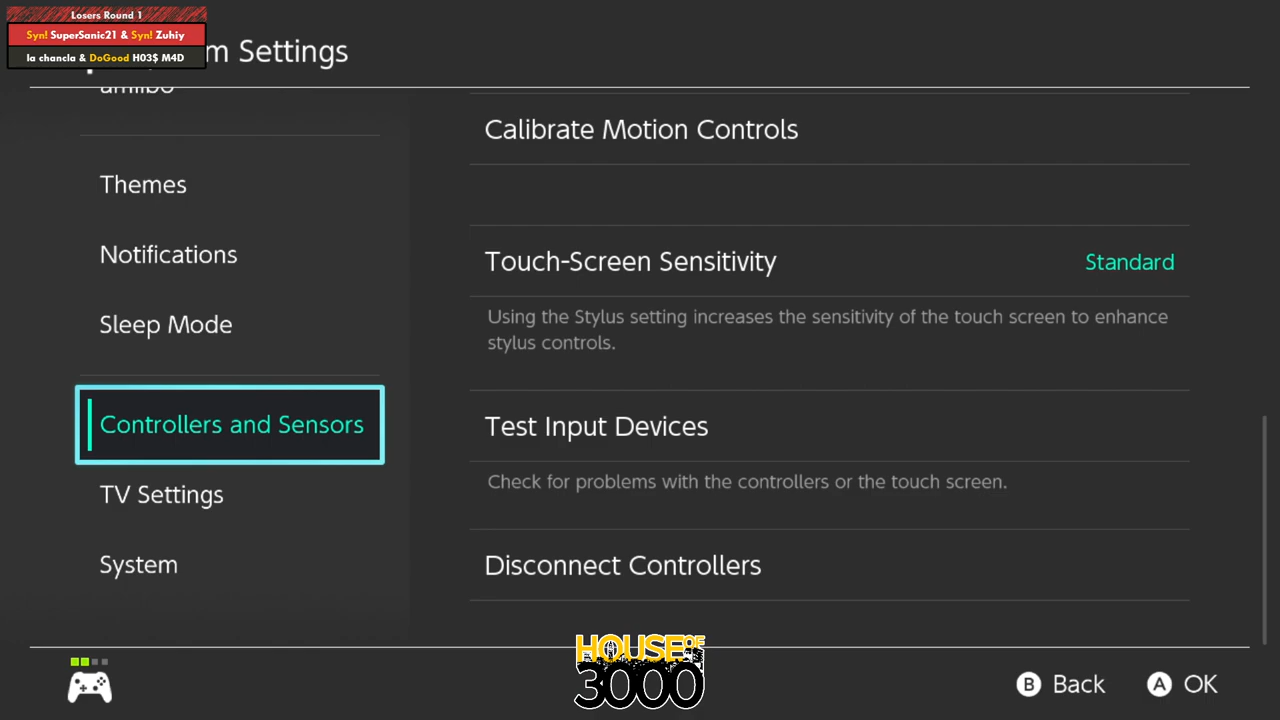 Losers Round 1
Syn! SuperSanic21 & Syn! Zuhiy
la chancla & DoGood H03$ M4D
m Settings
amiibo
Themes
Notifications
Sleep Mode
Controllers and Sensors
TV Settings
System
Calibrate Motion Controls
Touch-Screen Sensitivity Standard
Using the Stylus setting increases the sensitivity of the touch screen to enhance
stylus controls.
Test Input Devices
Check for problems with the controllers or the touch screen.
Disconnect Controllers
HOUSE OF
3000
B Back A OK